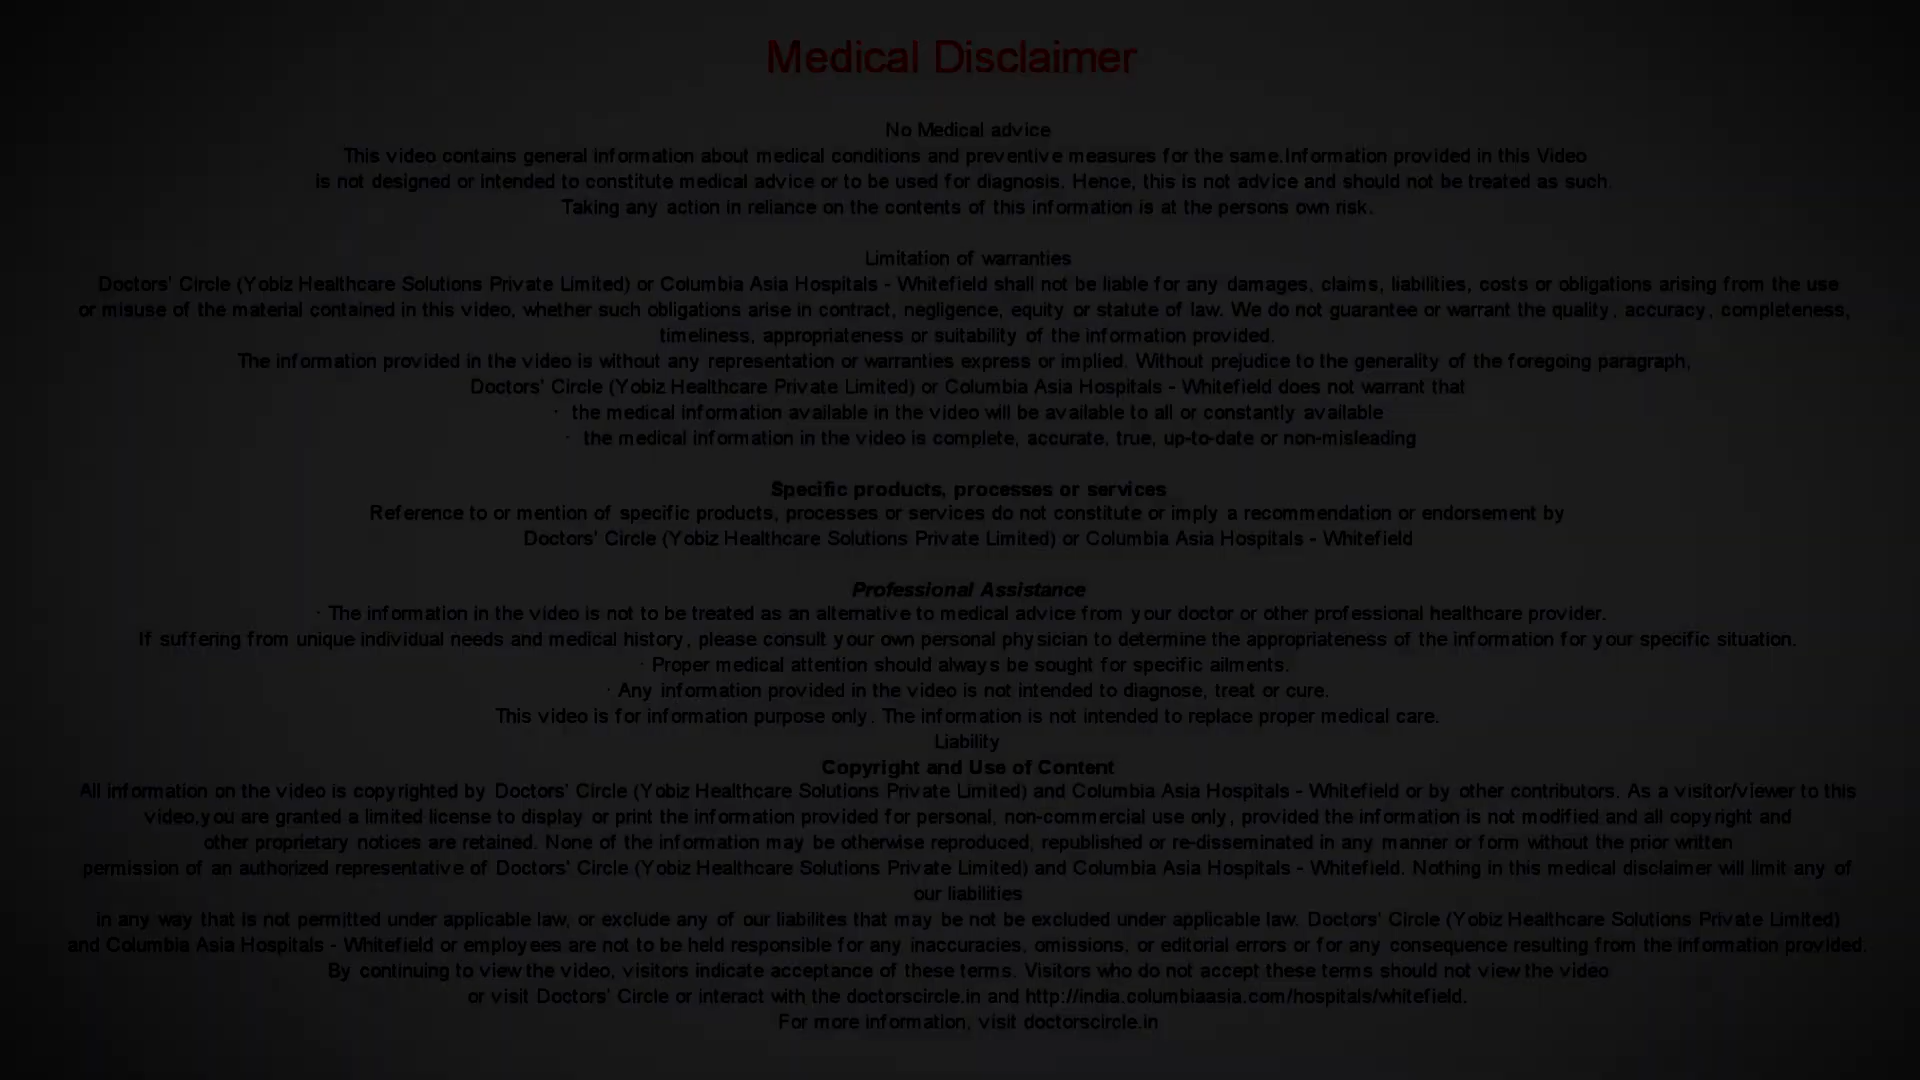 Medical Disclaimer
No Medical advice
This video contains general information about medical conditions and preventive measures for the same.Information provided in this Video
is not designed or intended to constitute medical advice or to be used for diagnosis. Hence, this is not advice and should not be treated as such.
Taking any action in reliance on the contents of this information is at the persons own risk.
Limitation of warranties
Doctors' Circle (Yobiz Healthcare Solutions Private Limited) or Columbia Asia Hospitals - Whitefield shall not be liable for any damages, claims, liabilities, costs or obligations arising from the use
or misuse of the material contained in this video, whether such obligations arise in contract, negligence, equity or statute of law. We do not guarantee or warrant the quality, accuracy, completeness,
timeliness, appropriateness or suitability of the information provided.
The information provided in the video is without any representation or warranties express or implied. Without prejudice to the generality of the foregoing paragraph,
Doctors' Circle (Yobiz Healthcare Private Limited) or Columbia Asia Hospitals - Whitefield does not warrant that
· the medical information available in the video will be available to all or constantly available
· the medical information in the video is complete, accurate, true, up-to-date or non-misleading
Specific products, processes or services
Reference to or mention of specific products, processes or services do not constitute or imply a recommendation or endorsement by
Doctors' Circle (Yobiz Healthcare Solutions Private Limited) or Columbia Asia Hospitals - Whitefield
Professional Assistance
· The information in the video is not to be treated as an alternative to medical advice from your doctor or other professional healthcare provider.
If suffering from unique individual needs and medical history, please consult your own personal physician to determine the appropriateness of the information for your specific situation.
· Proper medical attention should always be sought for specific ailments.
· Any information provided in the video is not intended to diagnose, treat or cure.
This video is for information purpose only. The information is not intended to replace proper medical care.
Liability
Copyright and Use of Content
All information on the video is copyrighted by Doctors' Circle (Yobiz Healthcare Solutions Private Limited) and Columbia Asia Hospitals - Whitefield or by other contributors. As a visitor/viewer to this
video,you are granted a limited license to display or print the information provided for personal, non-commercial use only, provided the information is not modified and all copyright and
other proprietary notices are retained. None of the information may be otherwise reproduced, republished or re-disseminated in any manner or form without the prior written
permission of an authorized representative of Doctors' Circle (Yobiz Healthcare Solutions Private Limited) and Columbia Asia Hospitals - Whitefield. Nothing in this medical disclaimer will limit any of
our liabilities
in any way that is not permitted under applicable law, or exclude any of our liabilites that may be not be excluded under applicable law. Doctors' Circle (Yobiz Healthcare Solutions Private Limited)
and Columbia Asia Hospitals - Whitefield or employees are not to be held responsible for any inaccuracies, omissions, or editorial errors or for any consequence resulting from the information provided.
By continuing to view the video, visitors indicate acceptance of these terms. Visitors who do not accept these terms should not view the video
or visit Doctors' Circle or interact with the doctorscircle.in and http://india.columbiaasia.com/hospitals/whitefield.
For more information, visit doctorscircle.in